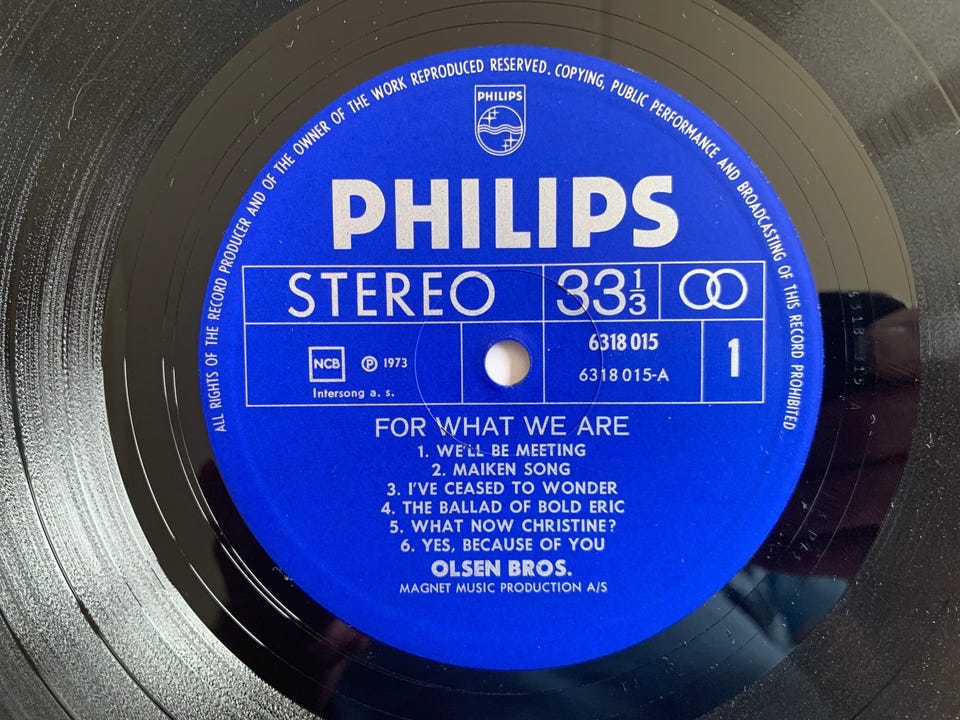 ALL RIGHTS OF THE RECORD PRODUCER AND OF THE OWNER OF THE WORK REPRODUCED RESERVED. COPYING, PUBLIC PERFORMANCE AND BROADCASTING OF THIS RECORD PROHIBITED
PHILIPS
PHILIPS
STEREO 33 1/3
NCB ℗ 1973 6318 015 1
Intersong a. s. 6318 015-A
FOR WHAT WE ARE
1. WE'LL BE MEETING
2. MAIKEN SONG
3. I'VE CEASED TO WONDER
4. THE BALLAD OF BOLD ERIC
5. WHAT NOW CHRISTINE?
6. YES, BECAUSE OF YOU
OLSEN BROS.
MAGNET MUSIC PRODUCTION A/S